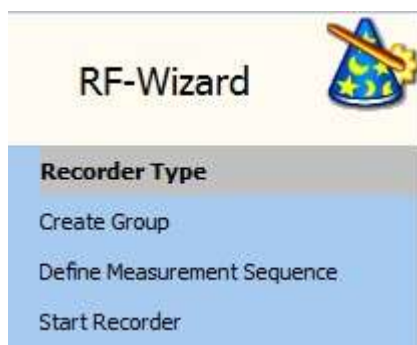 RF-Wizard
Recorder Type
Create Group
Define Measurement Sequence
Start Recorder